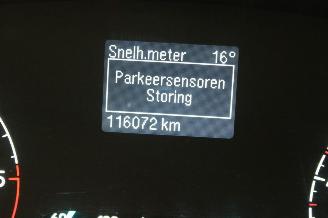 Snelh.meter 16°
Parkeersensoren
Storing
116072 km